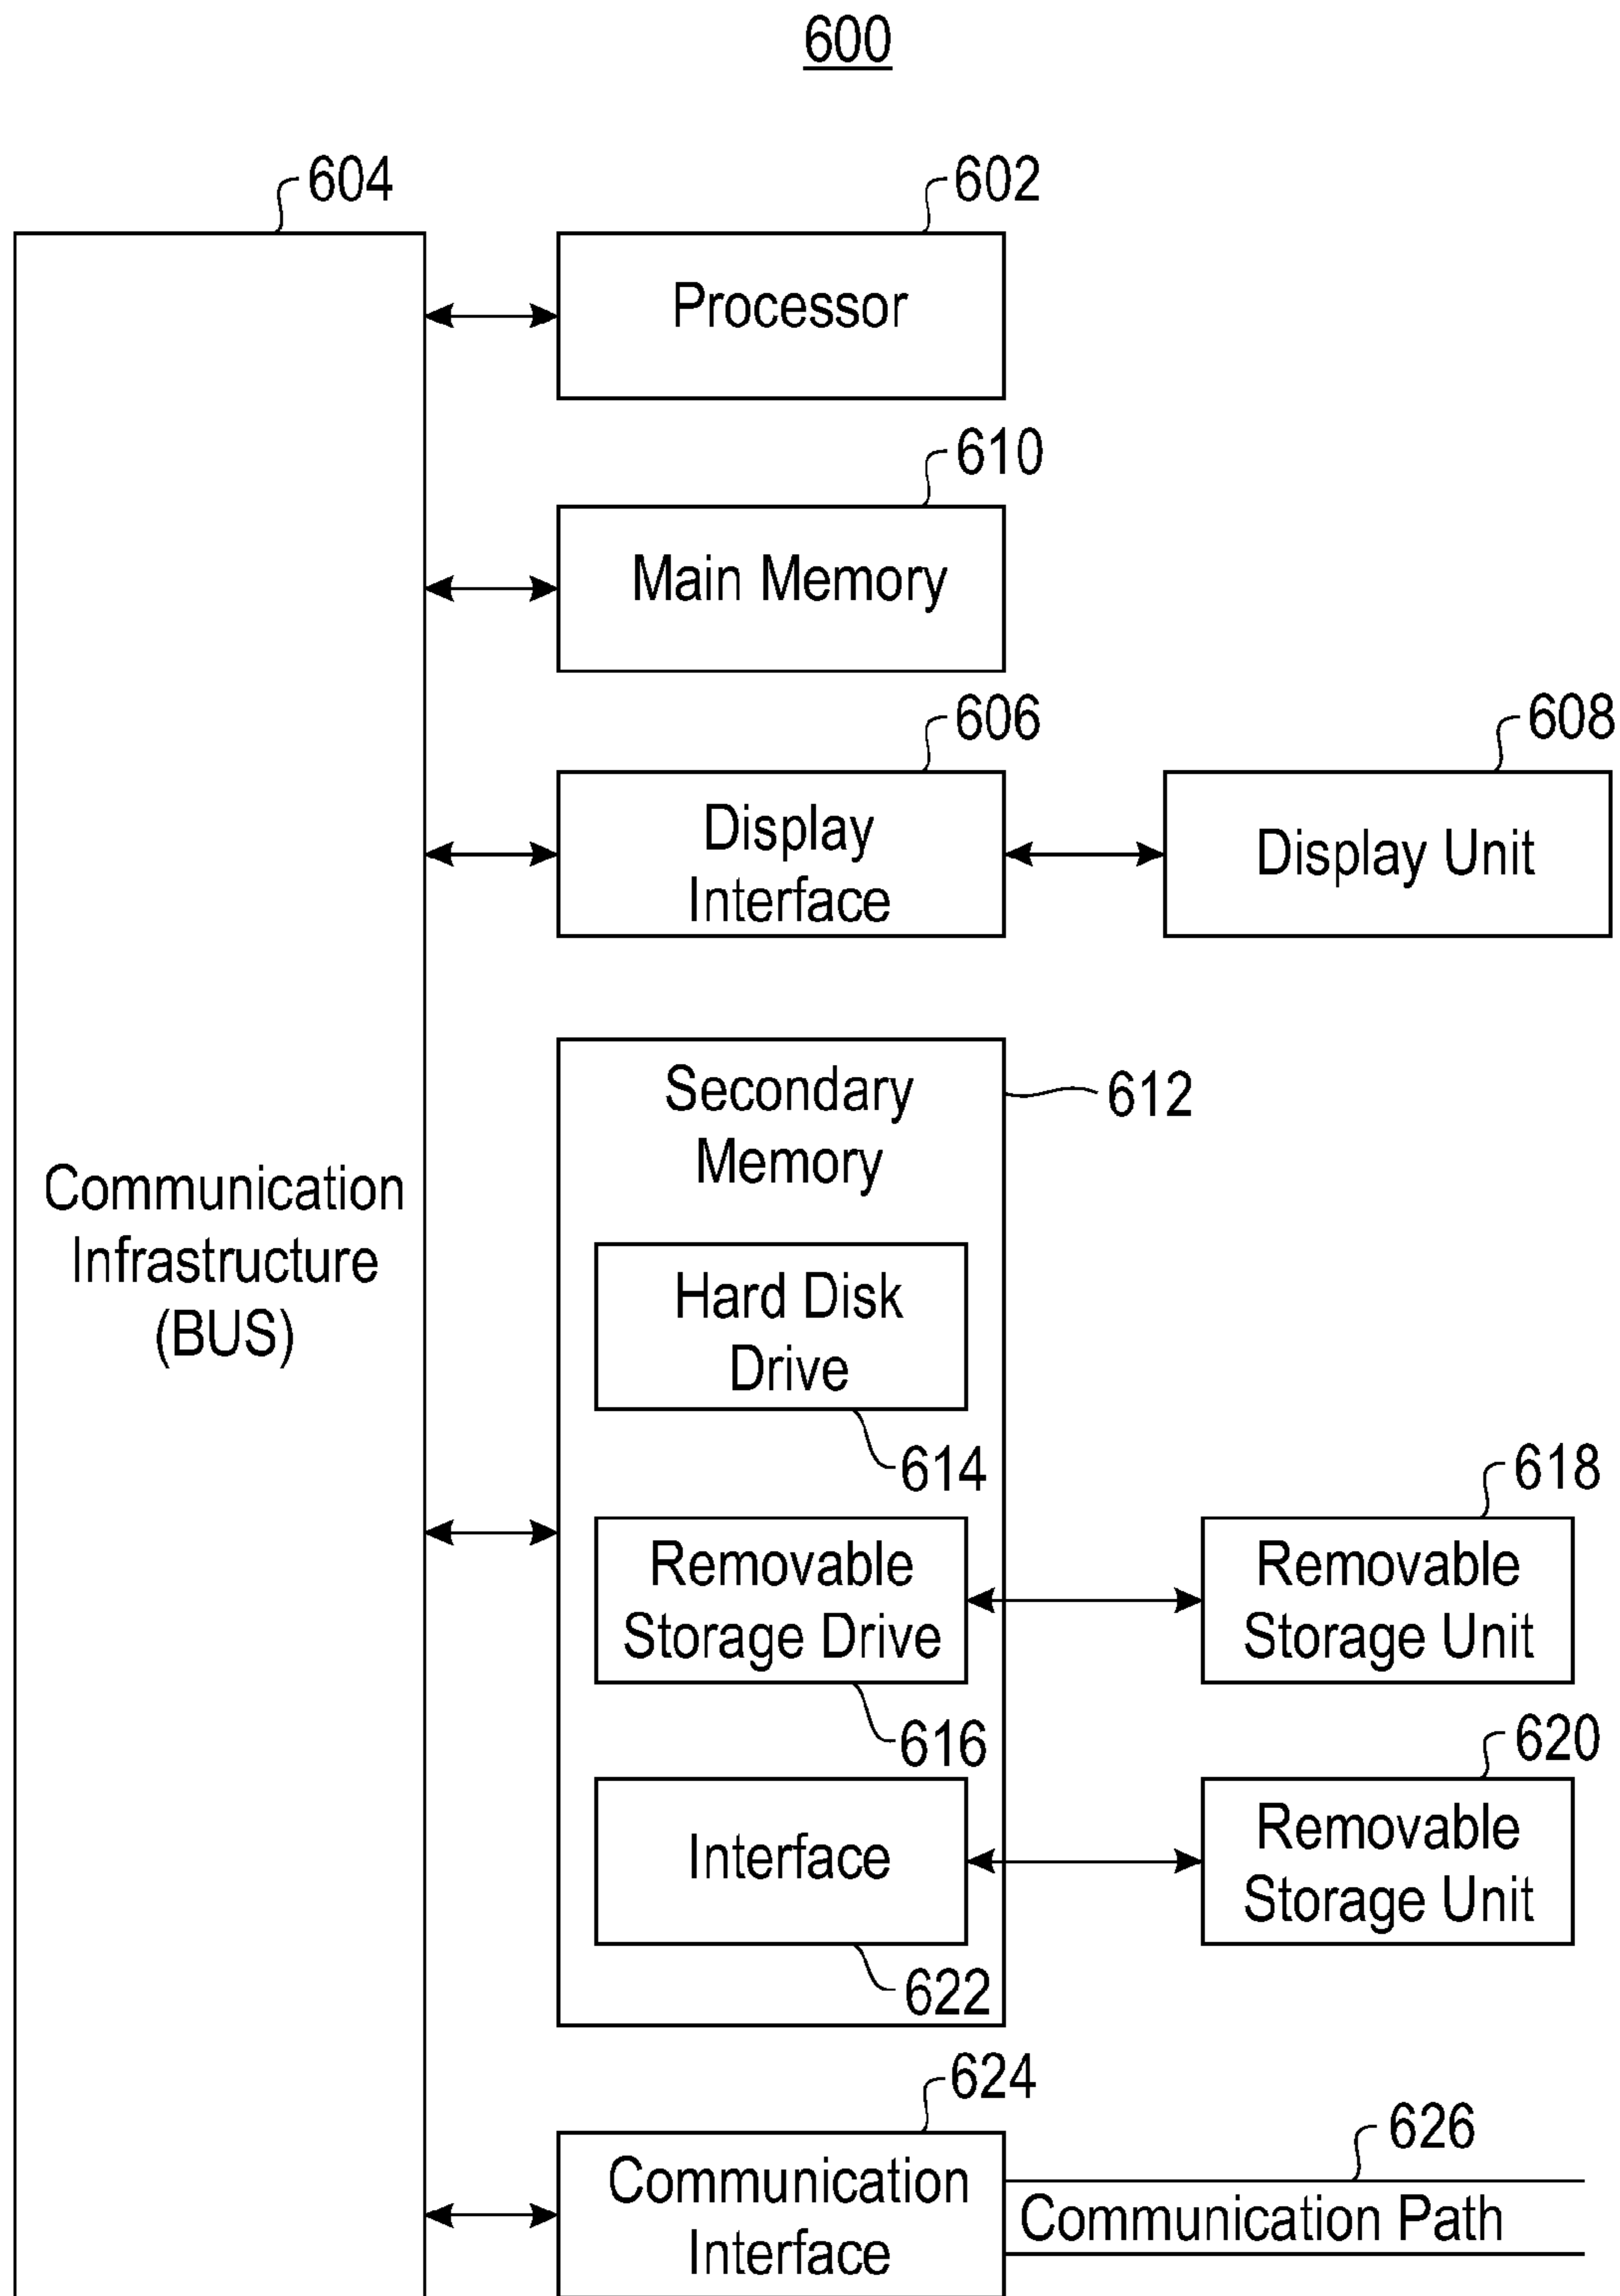 600
604
602
Processor
610
Main Memory
606
608
Display
Interface
Display Unit
Secondary
Memory
612
Communication
Infrastructure
(BUS)
Hard Disk
Drive
614
618
Removable
Storage Drive
Removable
Storage Unit
616
620
Interface
Removable
Storage Unit
622
624
626
Communication
Interface
Communication Path